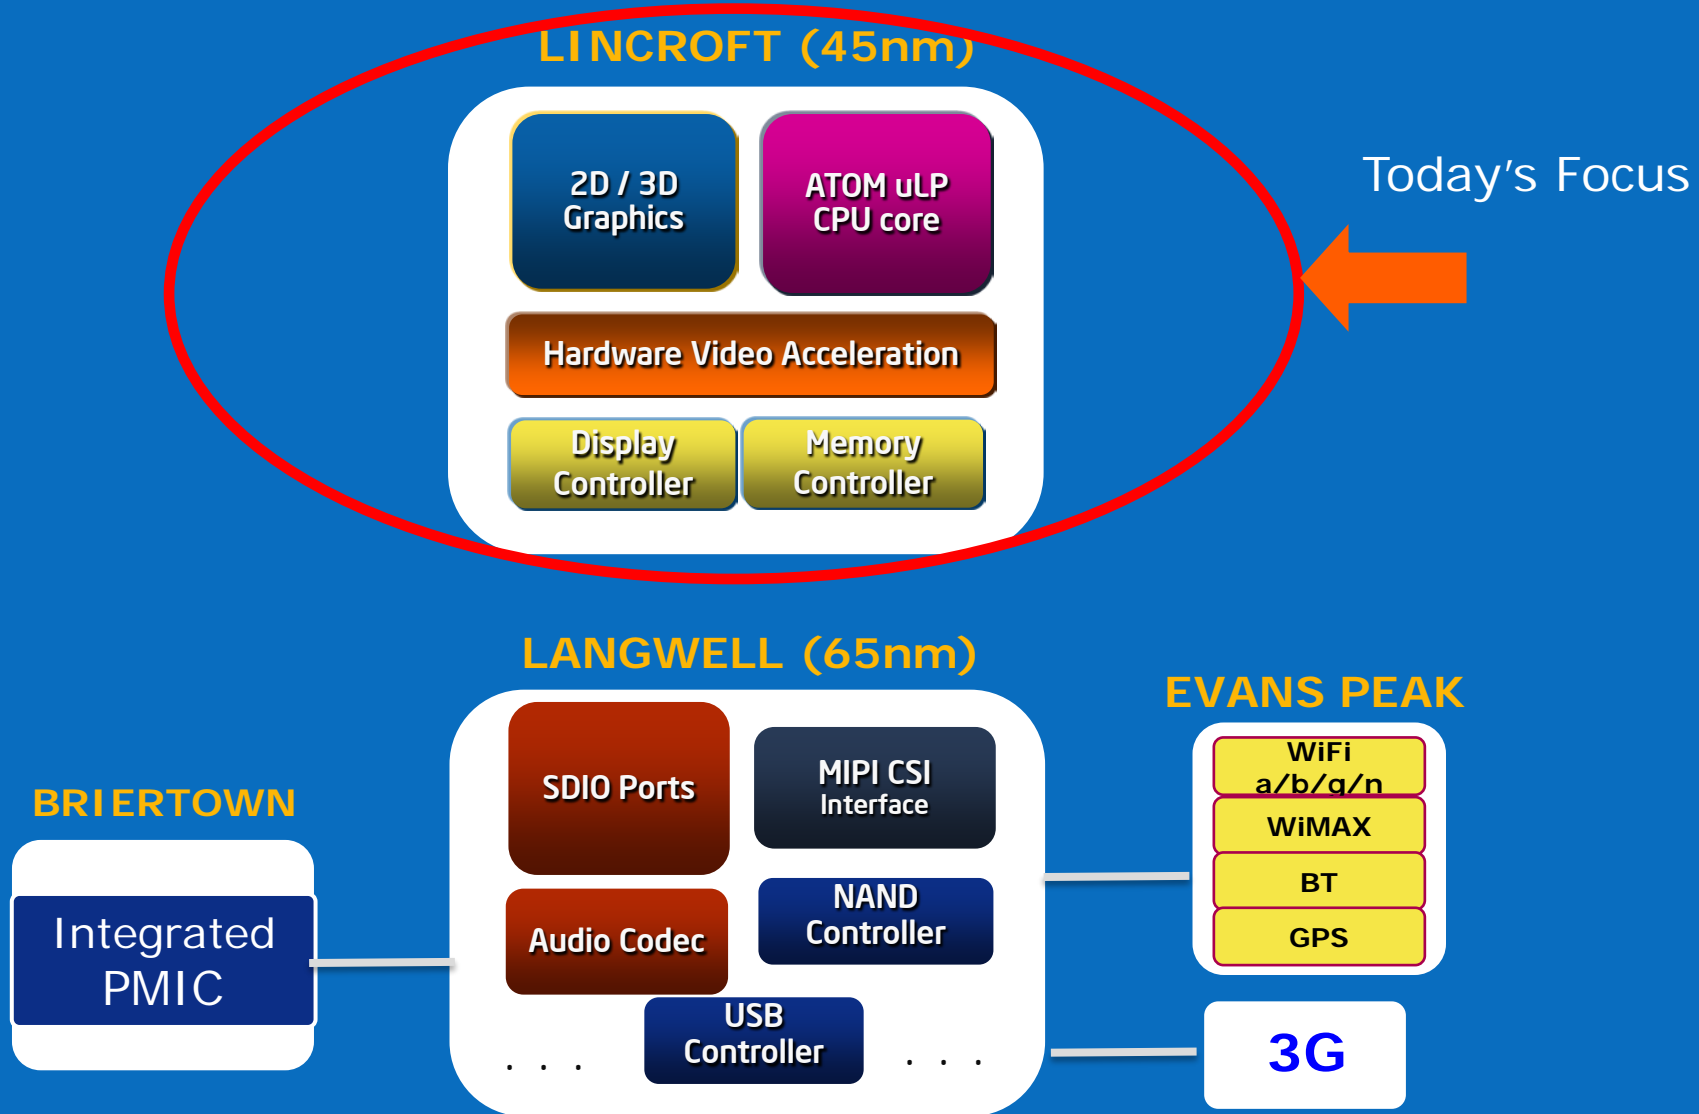 LINCROFT (45nm)
2D / 3D
Graphics
ATOM uLP
CPU core
Today's Focus
Hardware Video Acceleration
Display
Controller
Memory
Controller
LANGWELL (65nm)
SDIO Ports
MIPI CSI
Interface
Audio Codec
NAND
Controller
USB
Controller
. . .
. . .
BRIERTOWN
Integrated
PMIC
EVANS PEAK
WiFi
a/b/g/n
WiMAX
BT
GPS
3G